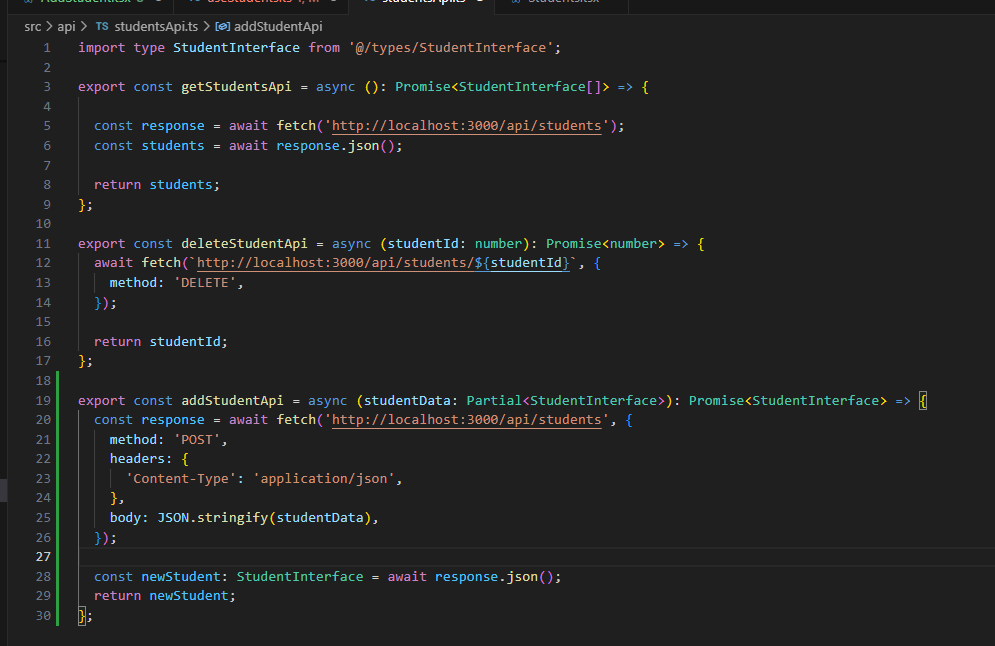 studentsApi.ts
src > api > TS studentsApi.ts > addStudentApi
1 import type StudentInterface from '@/types/StudentInterface';
2
3 export const getStudentsApi = async (): Promise<StudentInterface[]> => {
4
5 const response = await fetch('http://localhost:3000/api/students');
6 const students = await response.json();
7
8 return students;
9 };
10
11 export const deleteStudentApi = async (studentId: number): Promise<number> => {
12 await fetch(`http://localhost:3000/api/students/${studentId}`, {
13 method: 'DELETE',
14 });
15
16 return studentId;
17 };
18
19 export const addStudentApi = async (studentData: Partial<StudentInterface>): Promise<StudentInterface> => {
20 const response = await fetch('http://localhost:3000/api/students', {
21 method: 'POST',
22 headers: {
23 'Content-Type': 'application/json',
24 },
25 body: JSON.stringify(studentData),
26 });
27
28 const newStudent: StudentInterface = await response.json();
29 return newStudent;
30 };